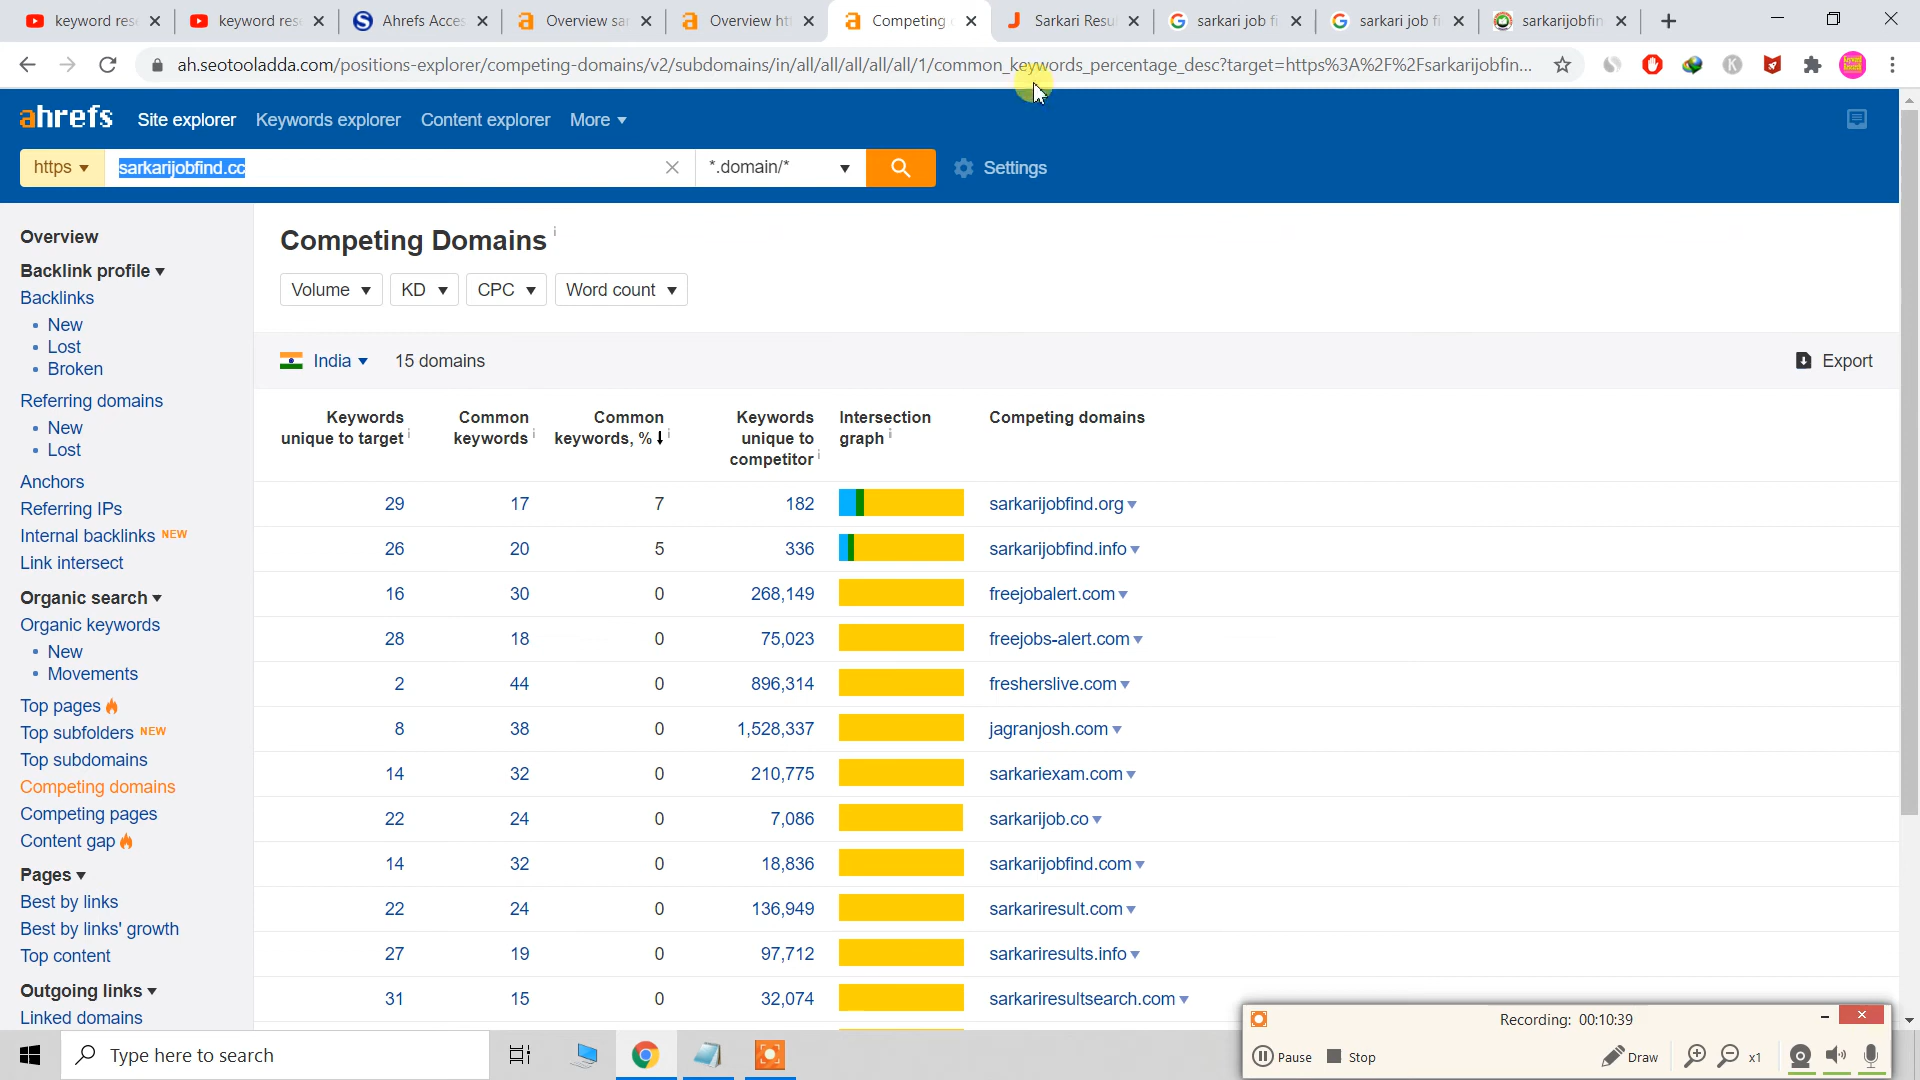 keyword rese
keyword rese
Ahrefs Acces
Overview sar
Overview htt
Competing d
Sarkari Resul
sarkari job fi
sarkari job fi
sarkarijobfin
ah.seotooladda.com/positions-explorer/competing-domains/v2/subdomains/in/all/all/all/all/all/1/common_keywords_percentage_desc?target=https%3A%2F%2Fsarkarijobfin...
ahrefs Site explorer Keywords explorer Content explorer More
https sarkarijobfind.cc *.domain/* Settings
Overview
Backlink profile
Backlinks
New
Lost
Broken
Referring domains
New
Lost
Anchors
Referring IPs
Internal backlinks NEW
Link intersect
Organic search
Organic keywords
New
Movements
Top pages
Top subfolders NEW
Top subdomains
Competing domains
Competing pages
Content gap
Pages
Best by links
Best by links' growth
Top content
Outgoing links
Linked domains
Competing Domains i
Volume KD CPC Word count
India 15 domains Export
Keywords unique to target i Common keywords i Common keywords, % i Keywords unique to competitor i Intersection graph i Competing domains
29 17 7 182 sarkarijobfind.org
26 20 5 336 sarkarijobfind.info
16 30 0 268,149 freejobalert.com
28 18 0 75,023 freejobs-alert.com
2 44 0 896,314 fresherslive.com
8 38 0 1,528,337 jagranjosh.com
14 32 0 210,775 sarkariexam.com
22 24 0 7,086 sarkarijob.co
14 32 0 18,836 sarkarijobfind.com
22 24 0 136,949 sarkariresult.com
27 19 0 97,712 sarkariresults.info
31 15 0 32,074 sarkariresultsearch.com
Recording: 00:10:39
Pause Stop Draw x1
Type here to search